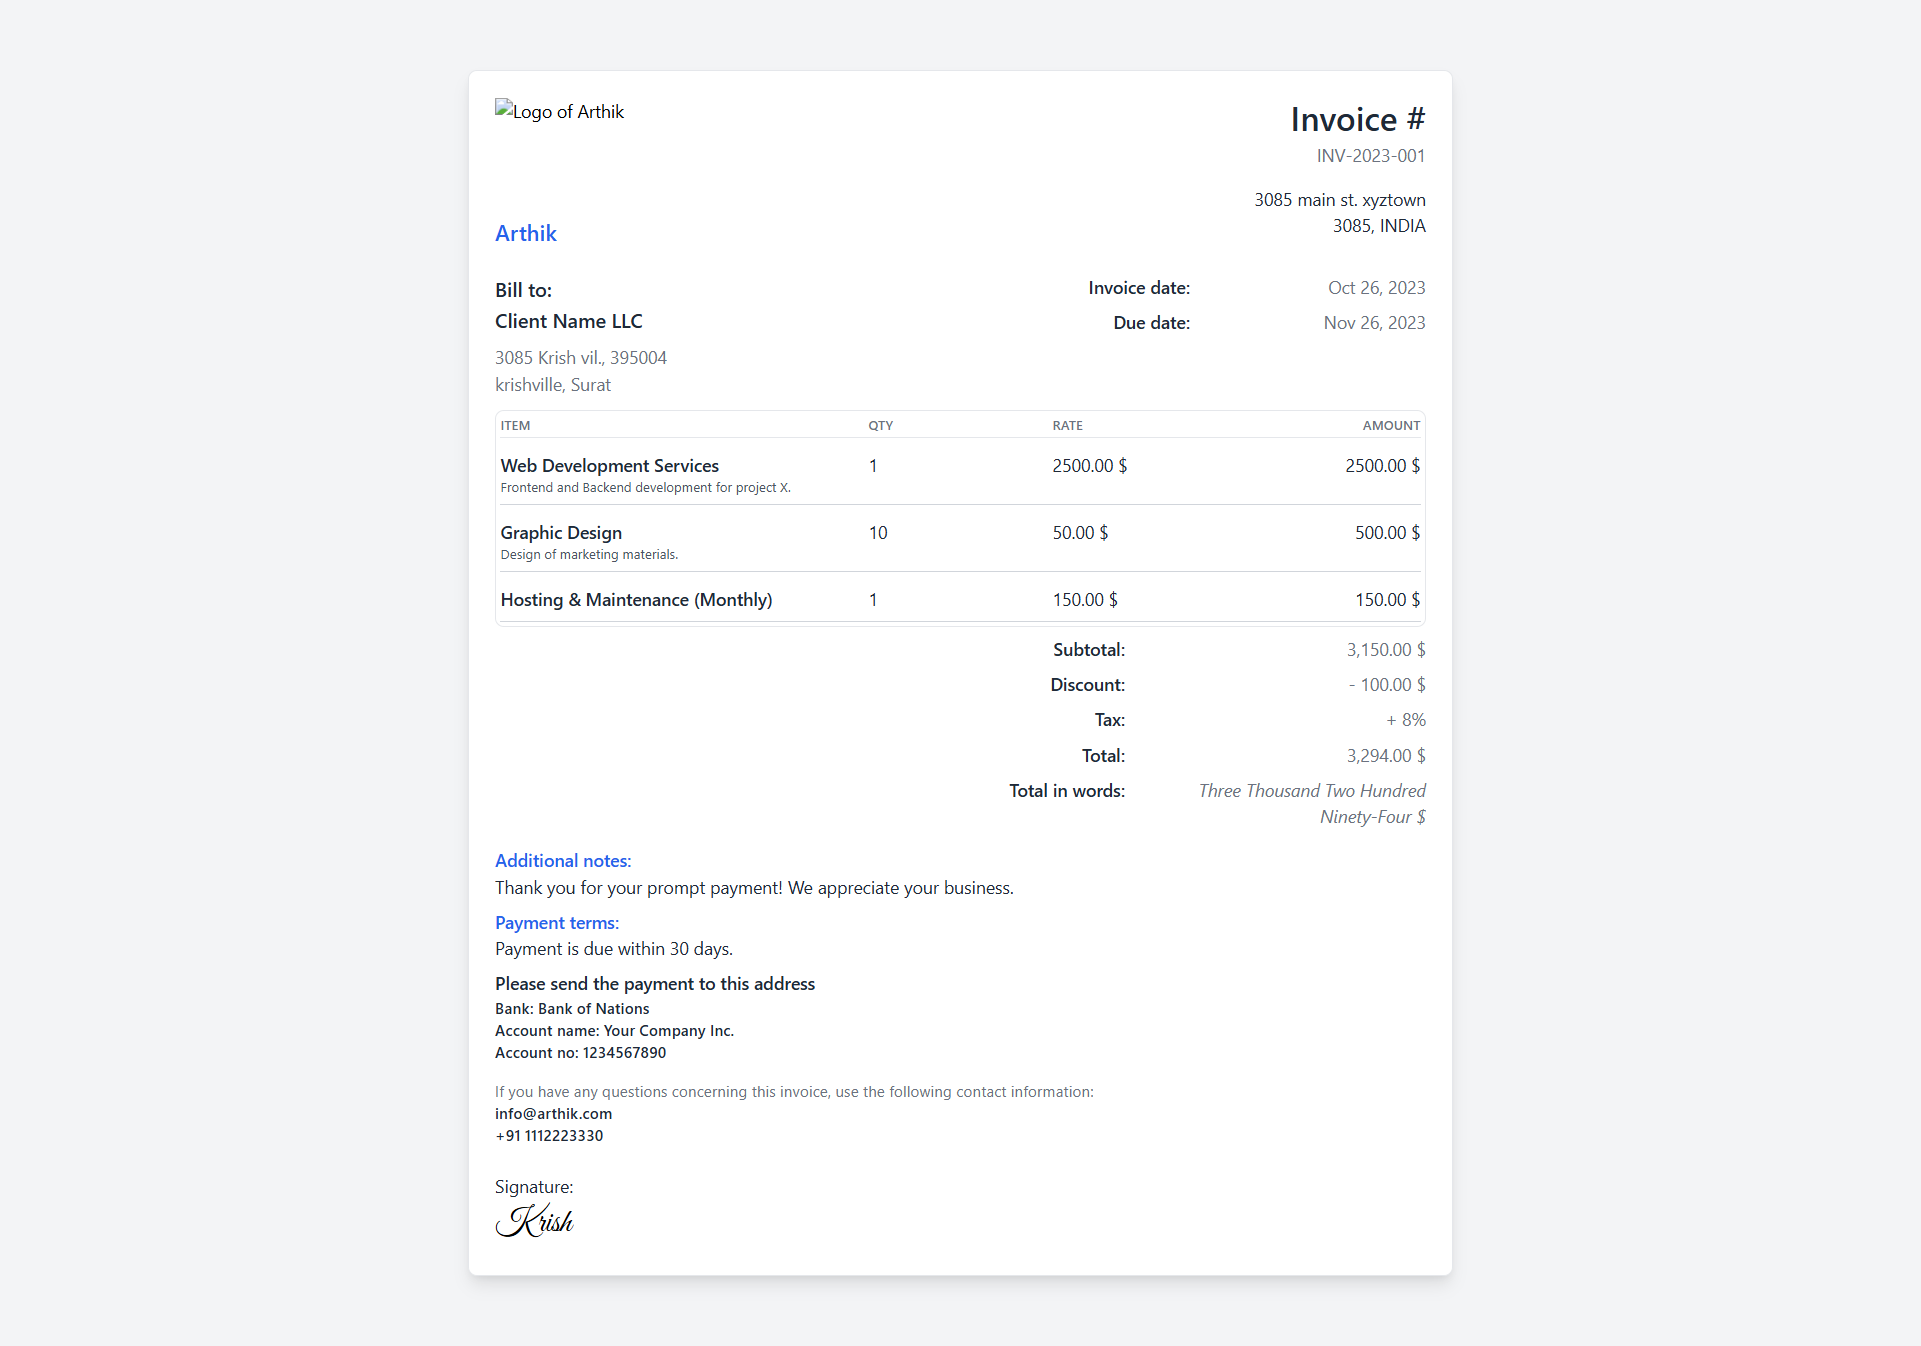 Logo of Arthik
Invoice #
INV-2023-001
3085 main st. xyztown
3085, INDIA
Arthik
Bill to:
Client Name LLC
3085 Krish vil., 395004
krishville, Surat
Invoice date: Oct 26, 2023
Due date: Nov 26, 2023
ITEM QTY RATE AMOUNT
Web Development Services 1 2500.00 $ 2500.00 $
Frontend and Backend development for project X.
Graphic Design 10 50.00 $ 500.00 $
Design of marketing materials.
Hosting & Maintenance (Monthly) 1 150.00 $ 150.00 $
Subtotal: 3,150.00 $
Discount: - 100.00 $
Tax: + 8%
Total: 3,294.00 $
Total in words: Three Thousand Two Hundred
Ninety-Four $
Additional notes:
Thank you for your prompt payment! We appreciate your business.
Payment terms:
Payment is due within 30 days.
Please send the payment to this address
Bank: Bank of Nations
Account name: Your Company Inc.
Account no: 1234567890
If you have any questions concerning this invoice, use the following contact information:
info@arthik.com
+91 1112223330
Signature:
Krish